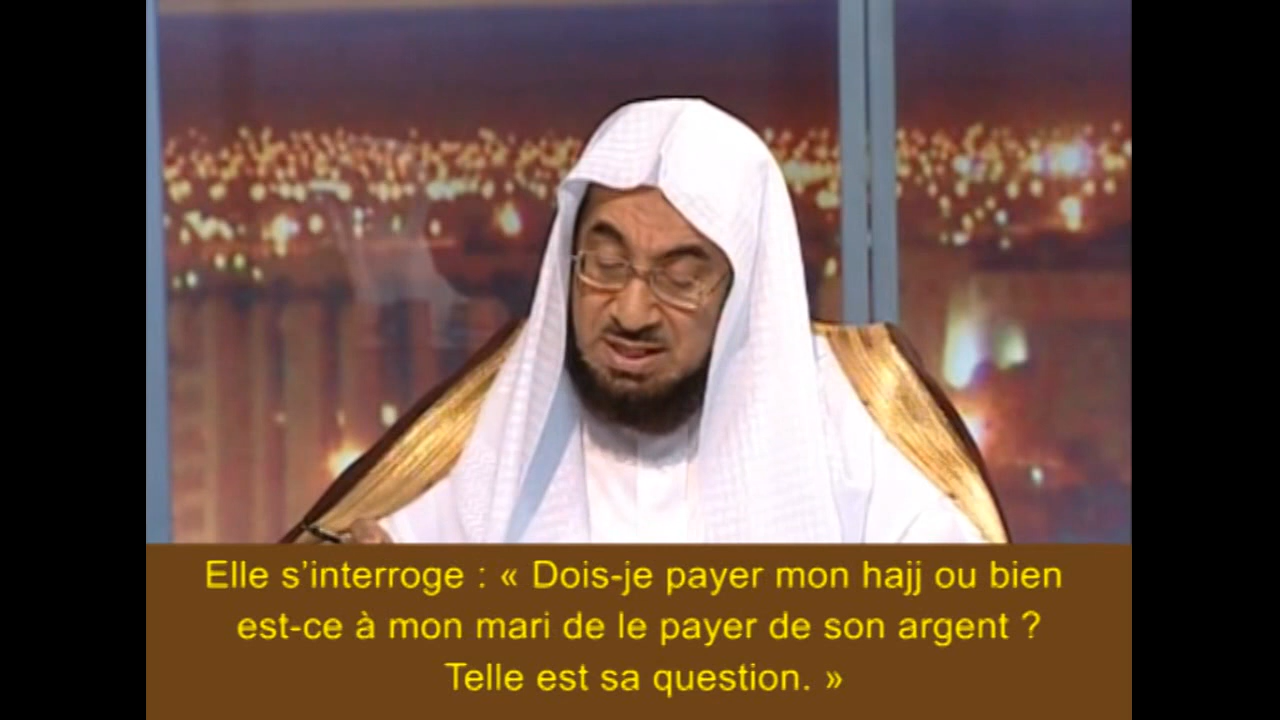 Elle s’interroge : « Dois-je payer mon hajj ou bien
est-ce à mon mari de le payer de son argent ?
Telle est sa question. »